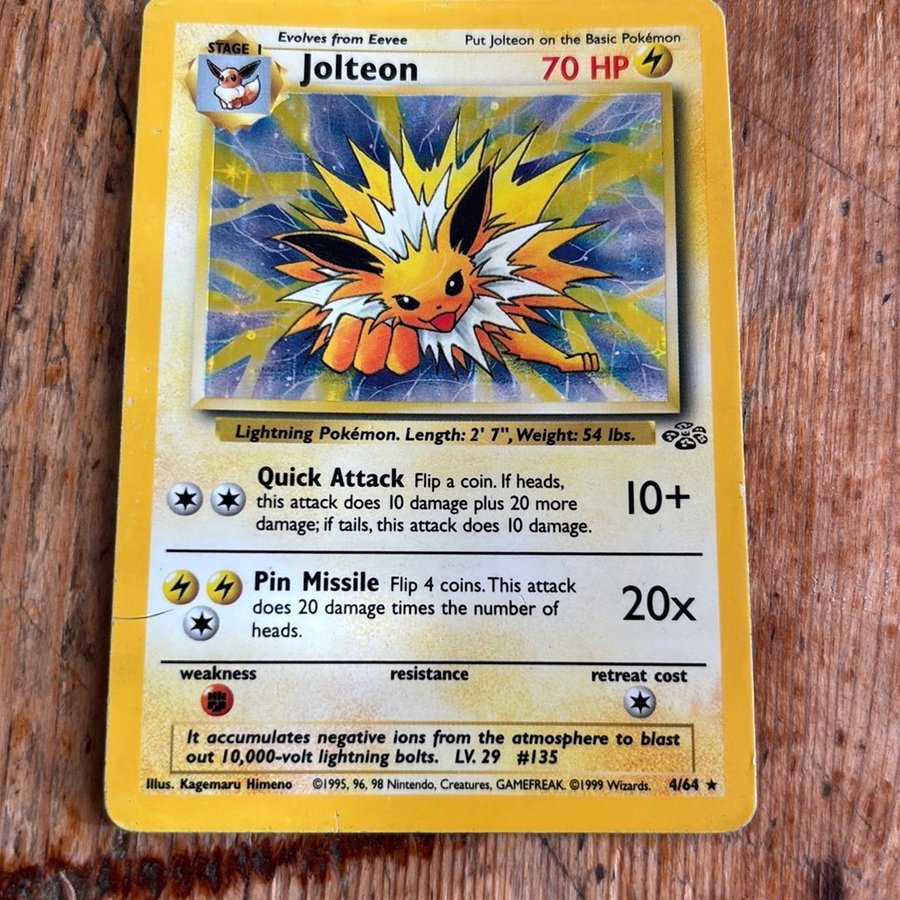 Evolves from Eevee
Put Jolteon on the Basic Pokémon
STAGE 1
Jolteon
70 HP
Lightning Pokémon. Length: 2' 7", Weight: 54 lbs.
Quick Attack Flip a coin. If heads,
this attack does 10 damage plus 20 more
damage; if tails, this attack does 10 damage.
10+
Pin Missile Flip 4 coins. This attack
does 20 damage times the number of
heads.
20x
weakness
resistance
retreat cost
It accumulates negative ions from the atmosphere to blast
out 10,000-volt lightning bolts. LV. 29 #135
Illus. Kagemaru Himeno ©1995, 96, 98 Nintendo, Creatures, GAMEFREAK. ©1999 Wizards. 4/64 ★